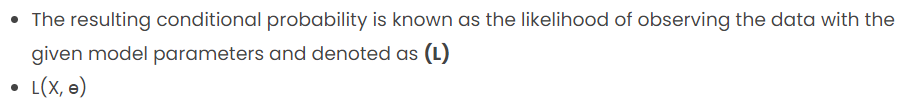 • The resulting conditional probability is known as the likelihood of observing the data with the
given model parameters and denoted as (L)
• L(X, ɵ)